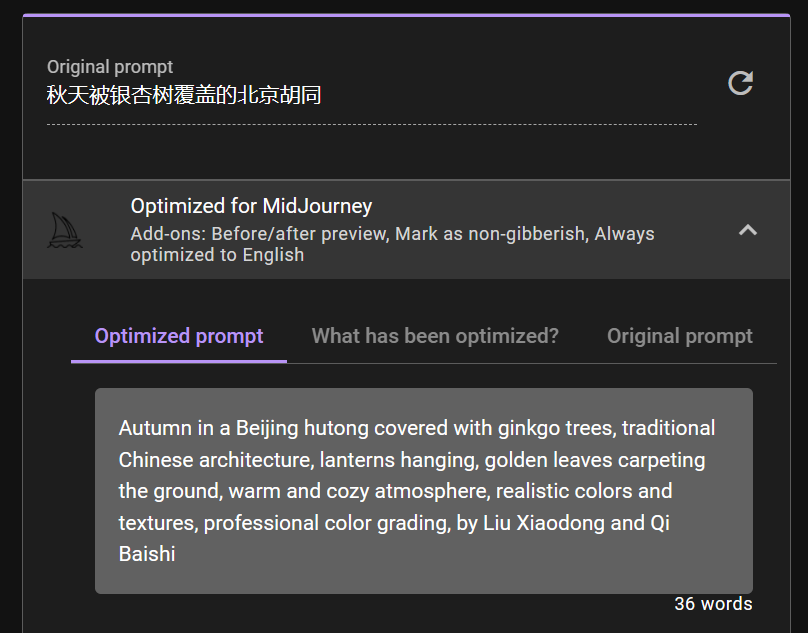 Original prompt
秋天被银杏树覆盖的北京胡同
Optimized for MidJourney
Add-ons: Before/after preview, Mark as non-gibberish, Always
optimized to English
Optimized prompt
What has been optimized?
Original prompt
Autumn in a Beijing hutong covered with ginkgo trees, traditional
Chinese architecture, lanterns hanging, golden leaves carpeting
the ground, warm and cozy atmosphere, realistic colors and
textures, professional color grading, by Liu Xiaodong and Qi
Baishi
36 words